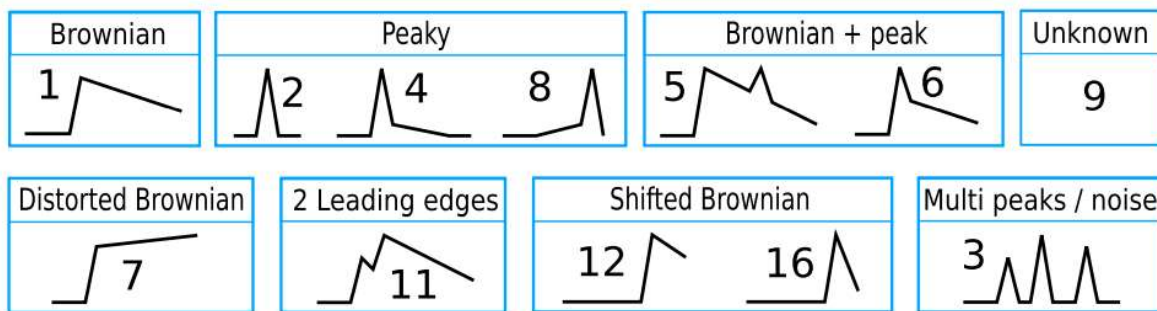 Brownian
1
Peaky
2 4 8
Brownian + peak
5 6
Unknown
9
Distorted Brownian
7
2 Leading edges
11
Shifted Brownian
12 16
Multi peaks / noise
3